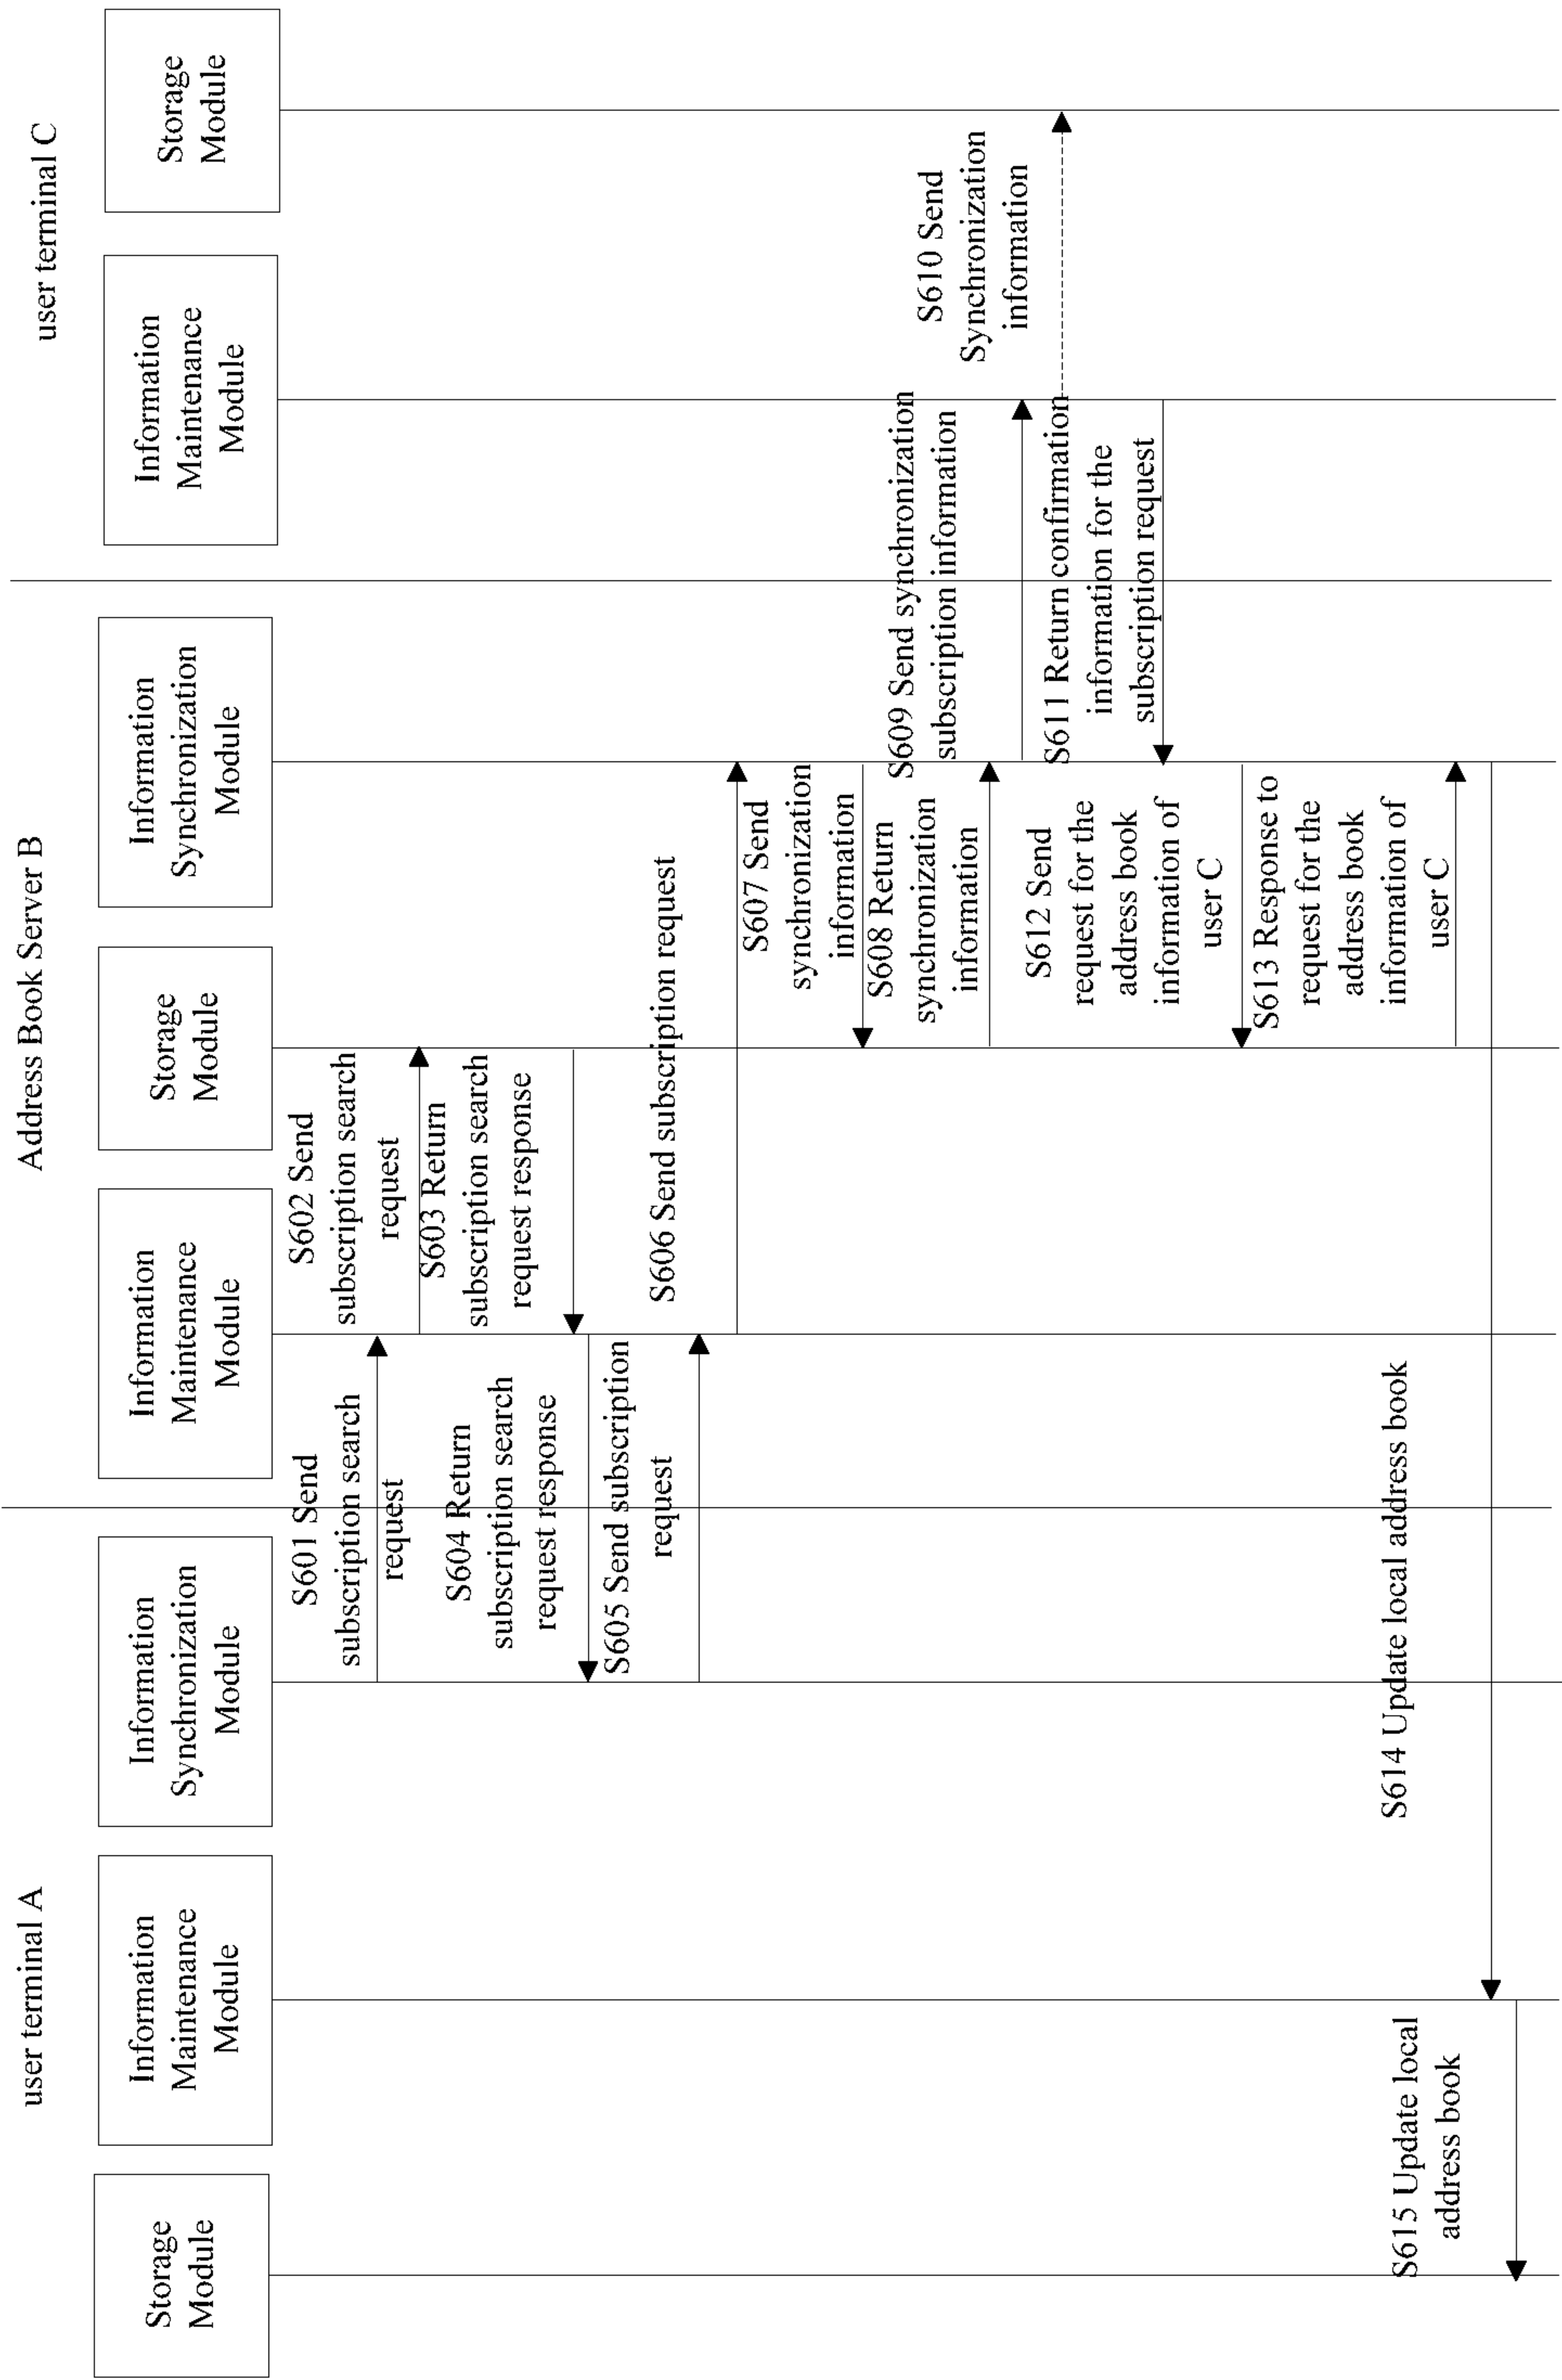 user terminal A
Address Book Server B
user terminal C
Storage
Module
Information
Maintenance
Module
Information
Synchronization
Module
Information
Maintenance
Module
Storage
Module
Information
Synchronization
Module
Information
Maintenance
Module
Storage
Module
S601 Send
subscription search
request
S602 Send
subscription search
request
S603 Return
subscription search
request response
S604 Return
subscription search
request response
S605 Send subscription
request
S606 Send subscription request
S607 Send
synchronization
information
S608 Return
synchronization
information
S609 Send synchronization
subscription information
S610 Send
Synchronization
information
S611 Return confirmation
information for the
subscription request
S612 Send
request for the
address book
information of
user C
S613 Response to
request for the
address book
information of
user C
S614 Update local address book
S615 Update local
address book